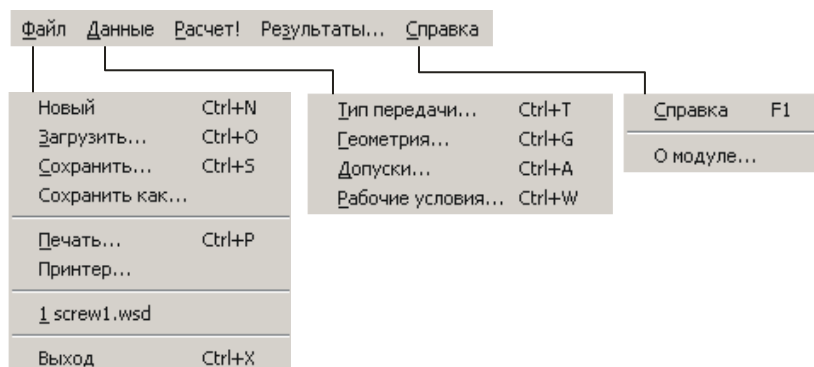 Файл Данные Расчет! Результаты... Справка
Новый Ctrl+N
Загрузить... Ctrl+O
Сохранить... Ctrl+S
Сохранить как...
Печать... Ctrl+P
Принтер...
1 screw1.wsd
Выход Ctrl+X
Тип передачи... Ctrl+T
Геометрия... Ctrl+G
Допуски... Ctrl+A
Рабочие условия... Ctrl+W
Справка F1
О модуле...